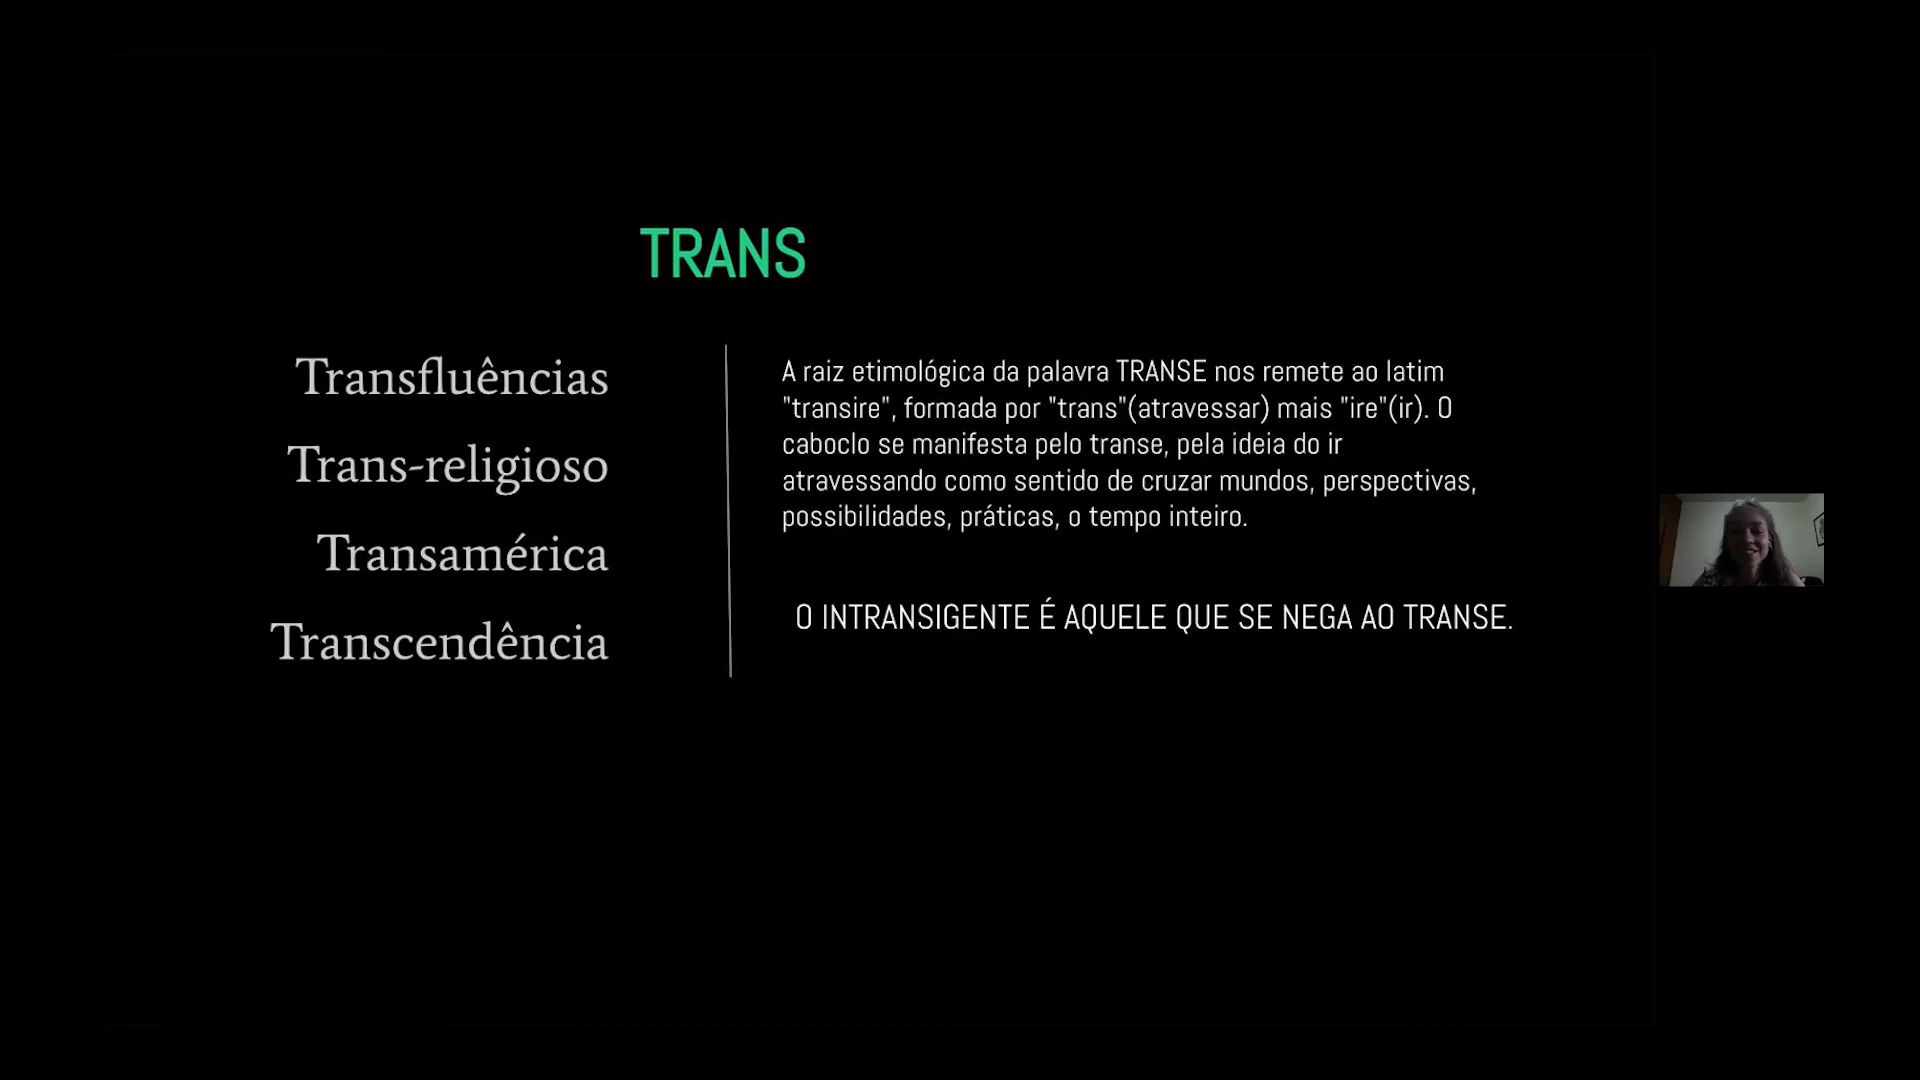 TRANS
Transfluências
Trans-religioso
Transamérica
Transcendência
A raiz etimológica da palavra TRANSE nos remete ao latim
"transire", formada por "trans"(atravessar) mais "ire"(ir). O
caboclo se manifesta pelo transe, pela ideia do ir
atravessando como sentido de cruzar mundos, perspectivas,
possibilidades, práticas, o tempo inteiro.
O INTRANSIGENTE É AQUELE QUE SE NEGA AO TRANSE.